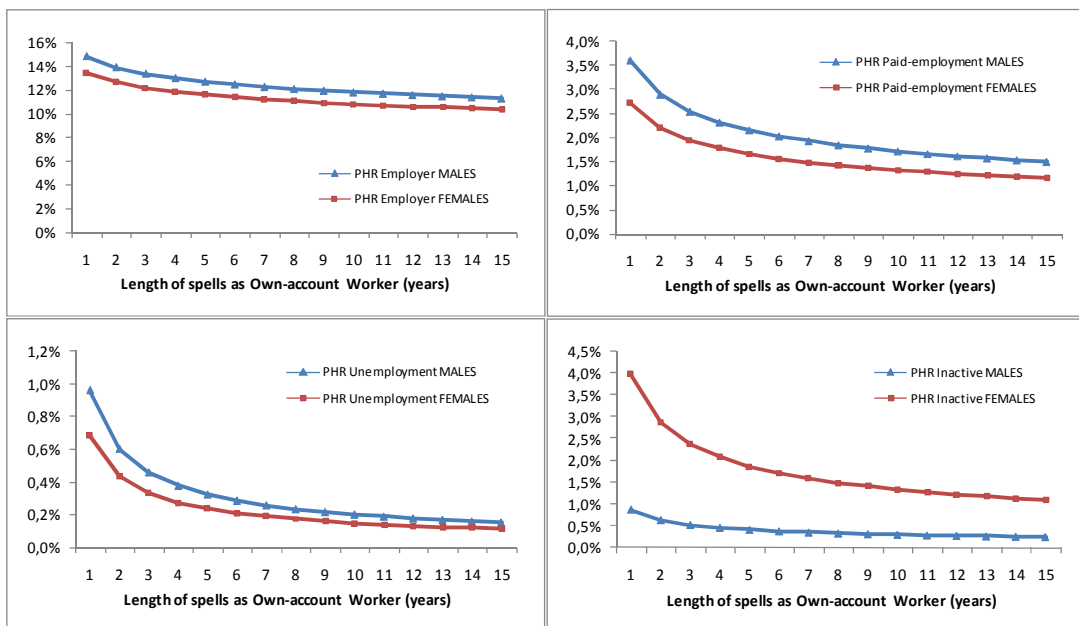 16%
14%
12%
10%
8%
6%
4%
2%
0%
PHR Employer MALES
PHR Employer FEMALES
1 2 3 4 5 6 7 8 9 10 11 12 13 14 15
Length of spells as Own-account Worker (years)
4,0%
3,5%
3,0%
2,5%
2,0%
1,5%
1,0%
0,5%
0,0%
PHR Paid-employment MALES
PHR Paid-employment FEMALES
1 2 3 4 5 6 7 8 9 10 11 12 13 14 15
Length of spells as Own-account Worker (years)
1,2%
1,0%
0,8%
0,6%
0,4%
0,2%
0,0%
PHR Unemployment MALES
PHR Unemployment FEMALES
1 2 3 4 5 6 7 8 9 10 11 12 13 14 15
Length of spells as Own-account Worker (years)
4,5%
4,0%
3,5%
3,0%
2,5%
2,0%
1,5%
1,0%
0,5%
0,0%
PHR Inactive MALES
PHR Inactive FEMALES
1 2 3 4 5 6 7 8 9 10 11 12 13 14 15
Length of spells as Own-account Worker (years)